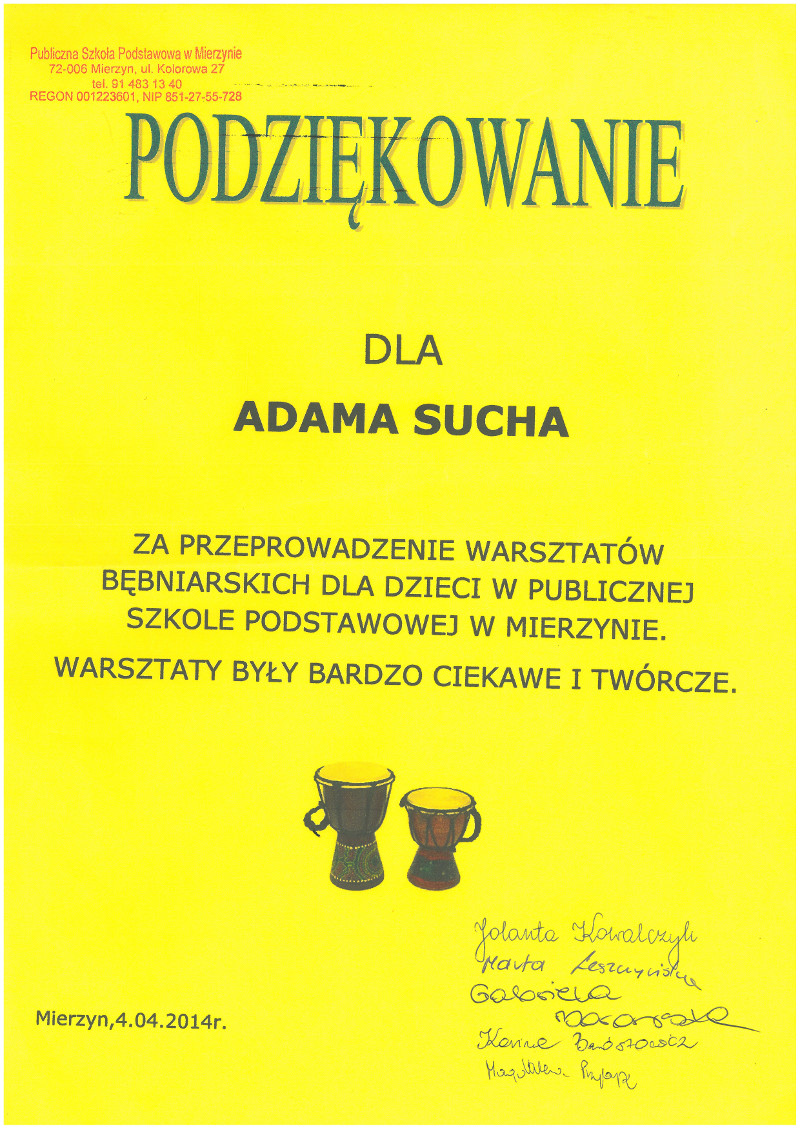 Publiczna Szkoła Podstawowa w Mierzynie
72-006 Mierzyn, ul. Kolorowa 27
tel. 91 483 13 40
REGON 001223601, NIP 851-27-55-728
PODZIĘKOWANIE
DLA
ADAMA SUCHA
ZA PRZEPROWADZENIE WARSZTATÓW
BĘBNIARSKICH DLA DZIECI W PUBLICZNEJ
SZKOLE PODSTAWOWEJ W MIERZYNIE.
WARSZTATY BYŁY BARDZO CIEKAWE I TWÓRCZE.
Jolanta Kowalczyk
Marta
Gabriela
Mierzyn,4.04.2014r.